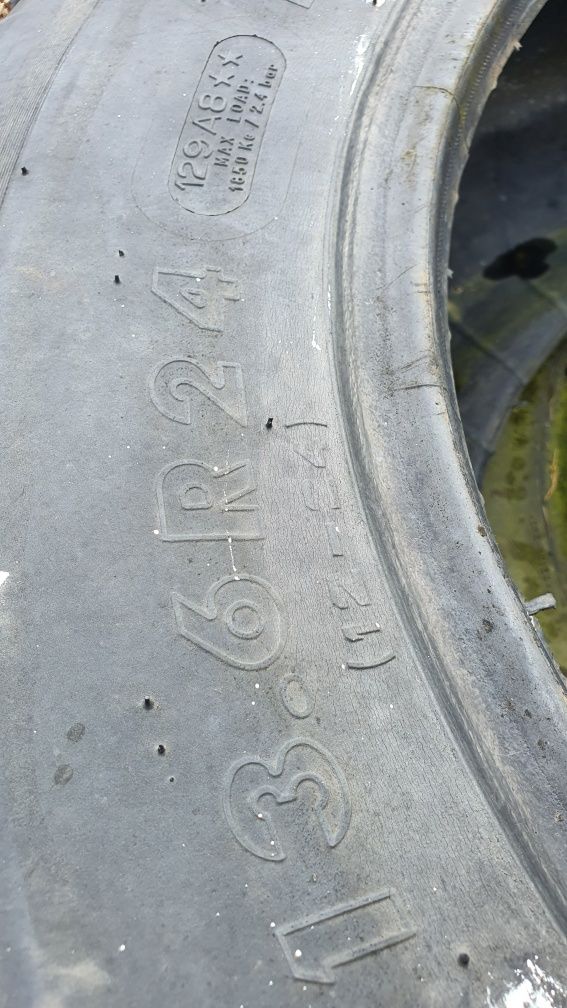 129A8**
MAX LOAD:
1650 Kg / 2.4 bar
13.6R24
(12-24)